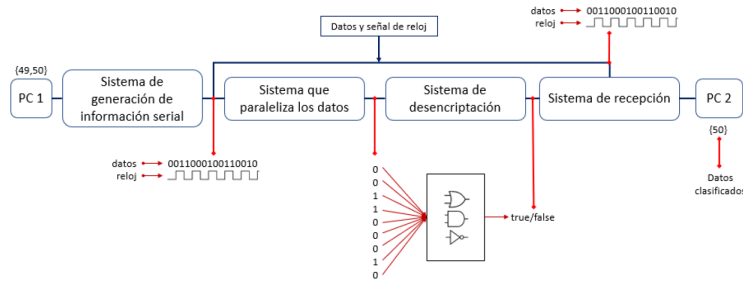 Datos y señal de reloj
datos
0011000100110010
reloj
{49,50}
PC 1
Sistema de
generación de
información serial
Sistema que
paraleliza los datos
Sistema de
desencriptación
Sistema de recepción
PC 2
{50}
Datos
clasificados
datos
0011000100110010
reloj
0
0
1
1
0
0
0
1
0
true/false